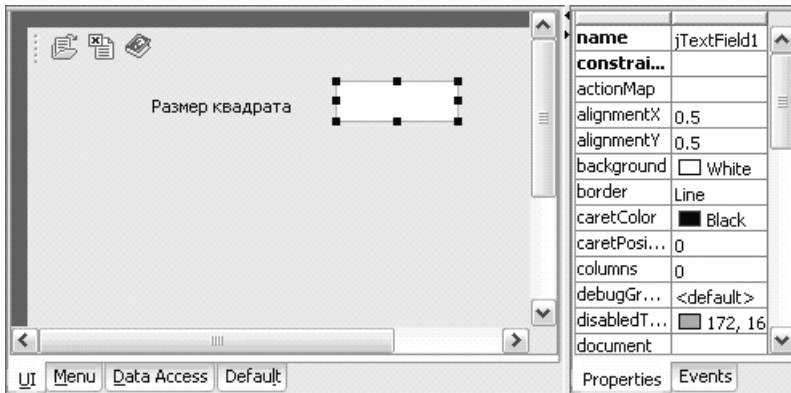 Размер квадрата
UI Menu Data Access Default
name jTextField1
constrai...
actionMap
alignmentX 0.5
alignmentY 0.5
background White
border Line
caretColor Black
caretPosi... 0
columns 0
debugGr... <default>
disabledT... 172, 16
document
Properties Events